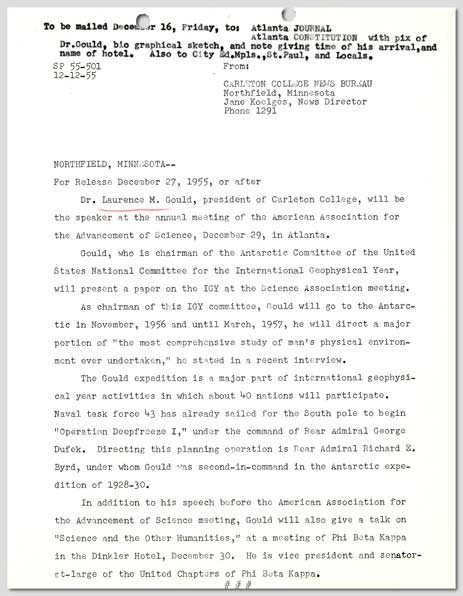 To be mailed December 16, Friday, to: Atlanta JOURNAL
Atlanta CONSTITUTION with pix of
Dr.Gould, bio graphical sketch, and note giving time of his arrival,and
name of hotel. Also to City Ed.Mpls.,St.Paul, and Locals.
SP 55-501
12-12-55
From:
CARLETON COLLEGE NEWS BUREAU
Northfield, Minnesota
Jane Koelges, News Director
Phone 1291
NORTHFIELD, MINNESOTA--
For Release December 27, 1955, or after
Dr. Laurence M. Gould, president of Carleton College, will be
the speaker at the annual meeting of the American Association for
the Advancement of Science, December 29, in Atlanta.
Gould, who is chairman of the Antarctic Committee of the United
States National Committee for the International Geophysical Year,
will present a paper on the IGY at the Science Association meeting.
As chairman of this IGY committee, Gould will go to the Antarc-
tic in November, 1956 and until March, 1957, he will direct a major
portion of "the most comprehensive study of man's physical environ-
ment ever undertaken," he stated in a recent interview.
The Gould expedition is a major part of international geophysi-
cal year activities in which about 40 nations will participate.
Naval task force 43 has already sailed for the South pole to begin
"Operation Deepfreeze I," under the command of Rear Admiral George
Dufek. Directing this planning operation is Rear Admiral Richard E.
Byrd, under whom Gould was second-in-command in the Antarctic expe-
dition of 1928-30.
In addition to his speech before the American Association for
the Advancement of Science meeting, Gould will also give a talk on
"Science and the Other Humanities," at a meeting of Phi Beta Kappa
in the Dinkler Hotel, December 30. He is vice president and senator-
at-large of the United Chapters of Phi Beta Kappa.
# # #